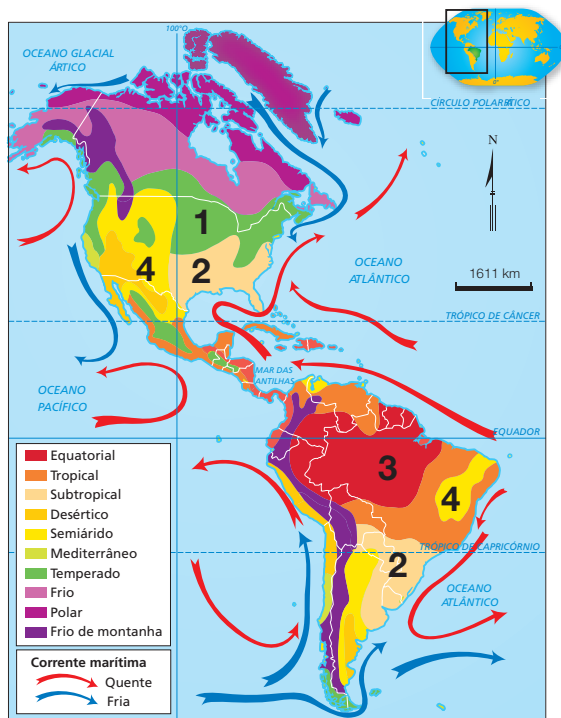 100°O
OCEANO GLACIAL
ÁRTICO
CÍRCULO POLAR ÁRTICO
N
1
2
4
OCEANO
ATLÂNTICO
1611 km
TRÓPICO DE CÂNCER
MAR DAS
ANTILHAS
OCEANO
PACÍFICO
EQUADOR
3
4
2
TRÓPICO DE CAPRICÓRNIO
OCEANO
ATLÂNTICO
Equatorial
Tropical
Subtropical
Desértico
Semiárido
Mediterrâneo
Temperado
Frio
Polar
Frio de montanha
Corrente marítima
Quente
Fria